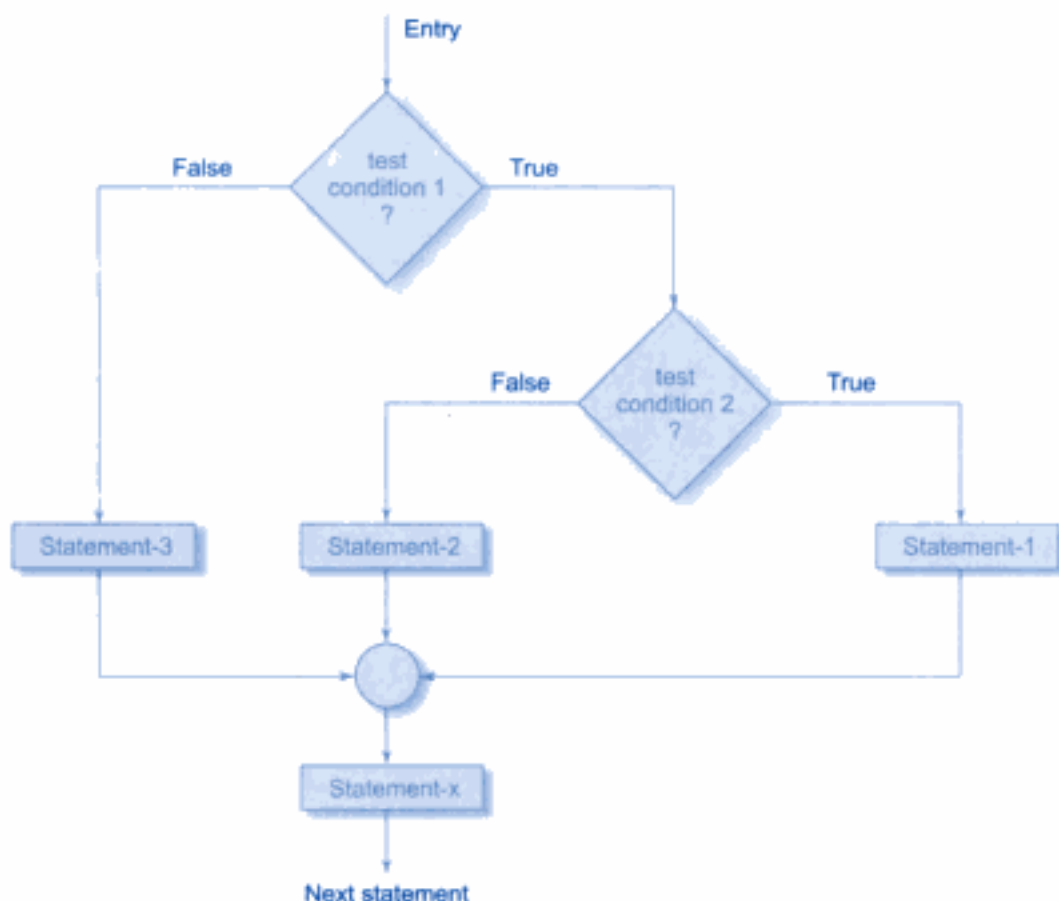 Entry
test
condition 1
?
False
True
test
condition 2
?
False
True
Statement-3
Statement-2
Statement-1
Statement-x
Next statement